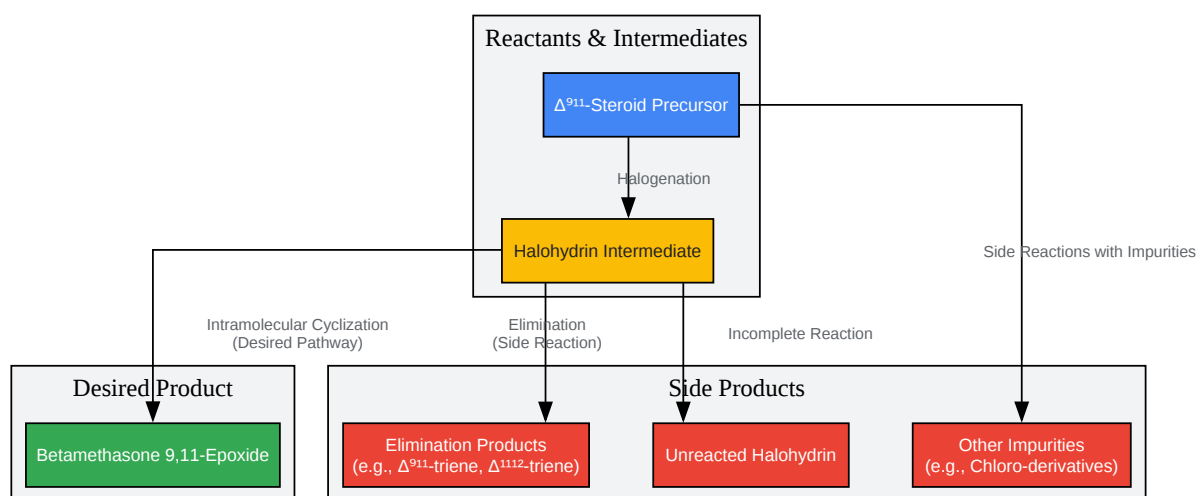 Reactants & Intermediates
Δ⁹¹¹-Steroid Precursor
Halogenation
Halohydrin Intermediate
Side Reactions with Impurities
Intramolecular Cyclization
(Desired Pathway)
Elimination
(Side Reaction)
Incomplete Reaction
Desired Product
Side Products
Betamethasone 9,11-Epoxide
Elimination Products
(e.g., Δ⁹¹¹-triene, Δ¹¹¹²-triene)
Unreacted Halohydrin
Other Impurities
(e.g., Chloro-derivatives)